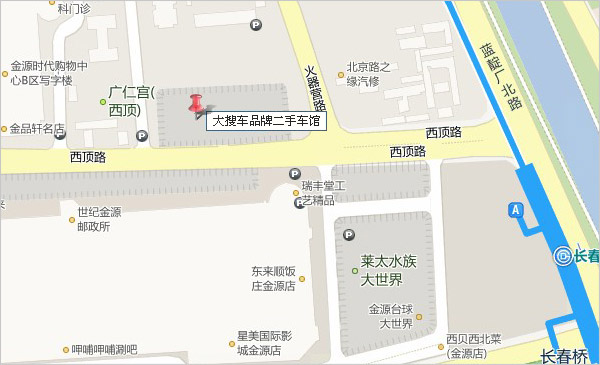 科门诊
金源时代购物中
心B区写字楼
广仁宫(
西顶)
金品轩名店
P
P
P
大搜车品牌二手车馆
火器营路
北京路之
缘汽修
蓝靛厂北路
西顶路
西顶路
西顶路
P
瑞丰堂工
艺精品
P
世纪金源
邮政所
A
P
莱太水族
大世界
长春
东来顺饭
庄金源店
金源台球
大世界
星美国际影
城金源店
呷哺呷哺涮吧
西贝西北菜
(金源店)
长春桥